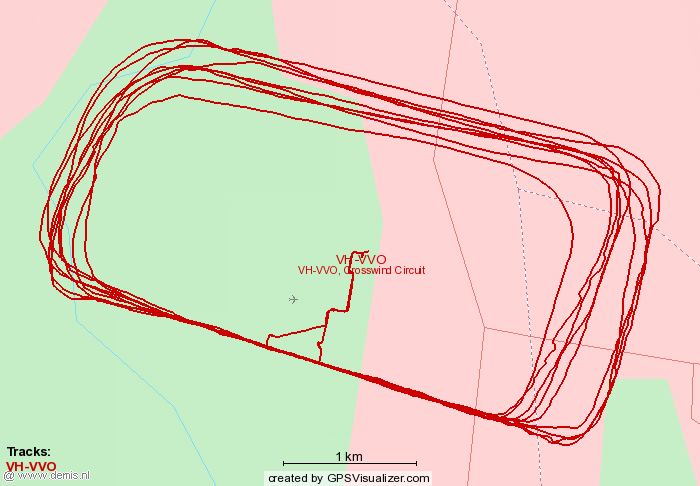 VH-VVO
VH-VVO, Crosswind Circuit
Tracks:
VH-VVO
@ www.demis.nl
1 km
created by GPSVisualizer.com